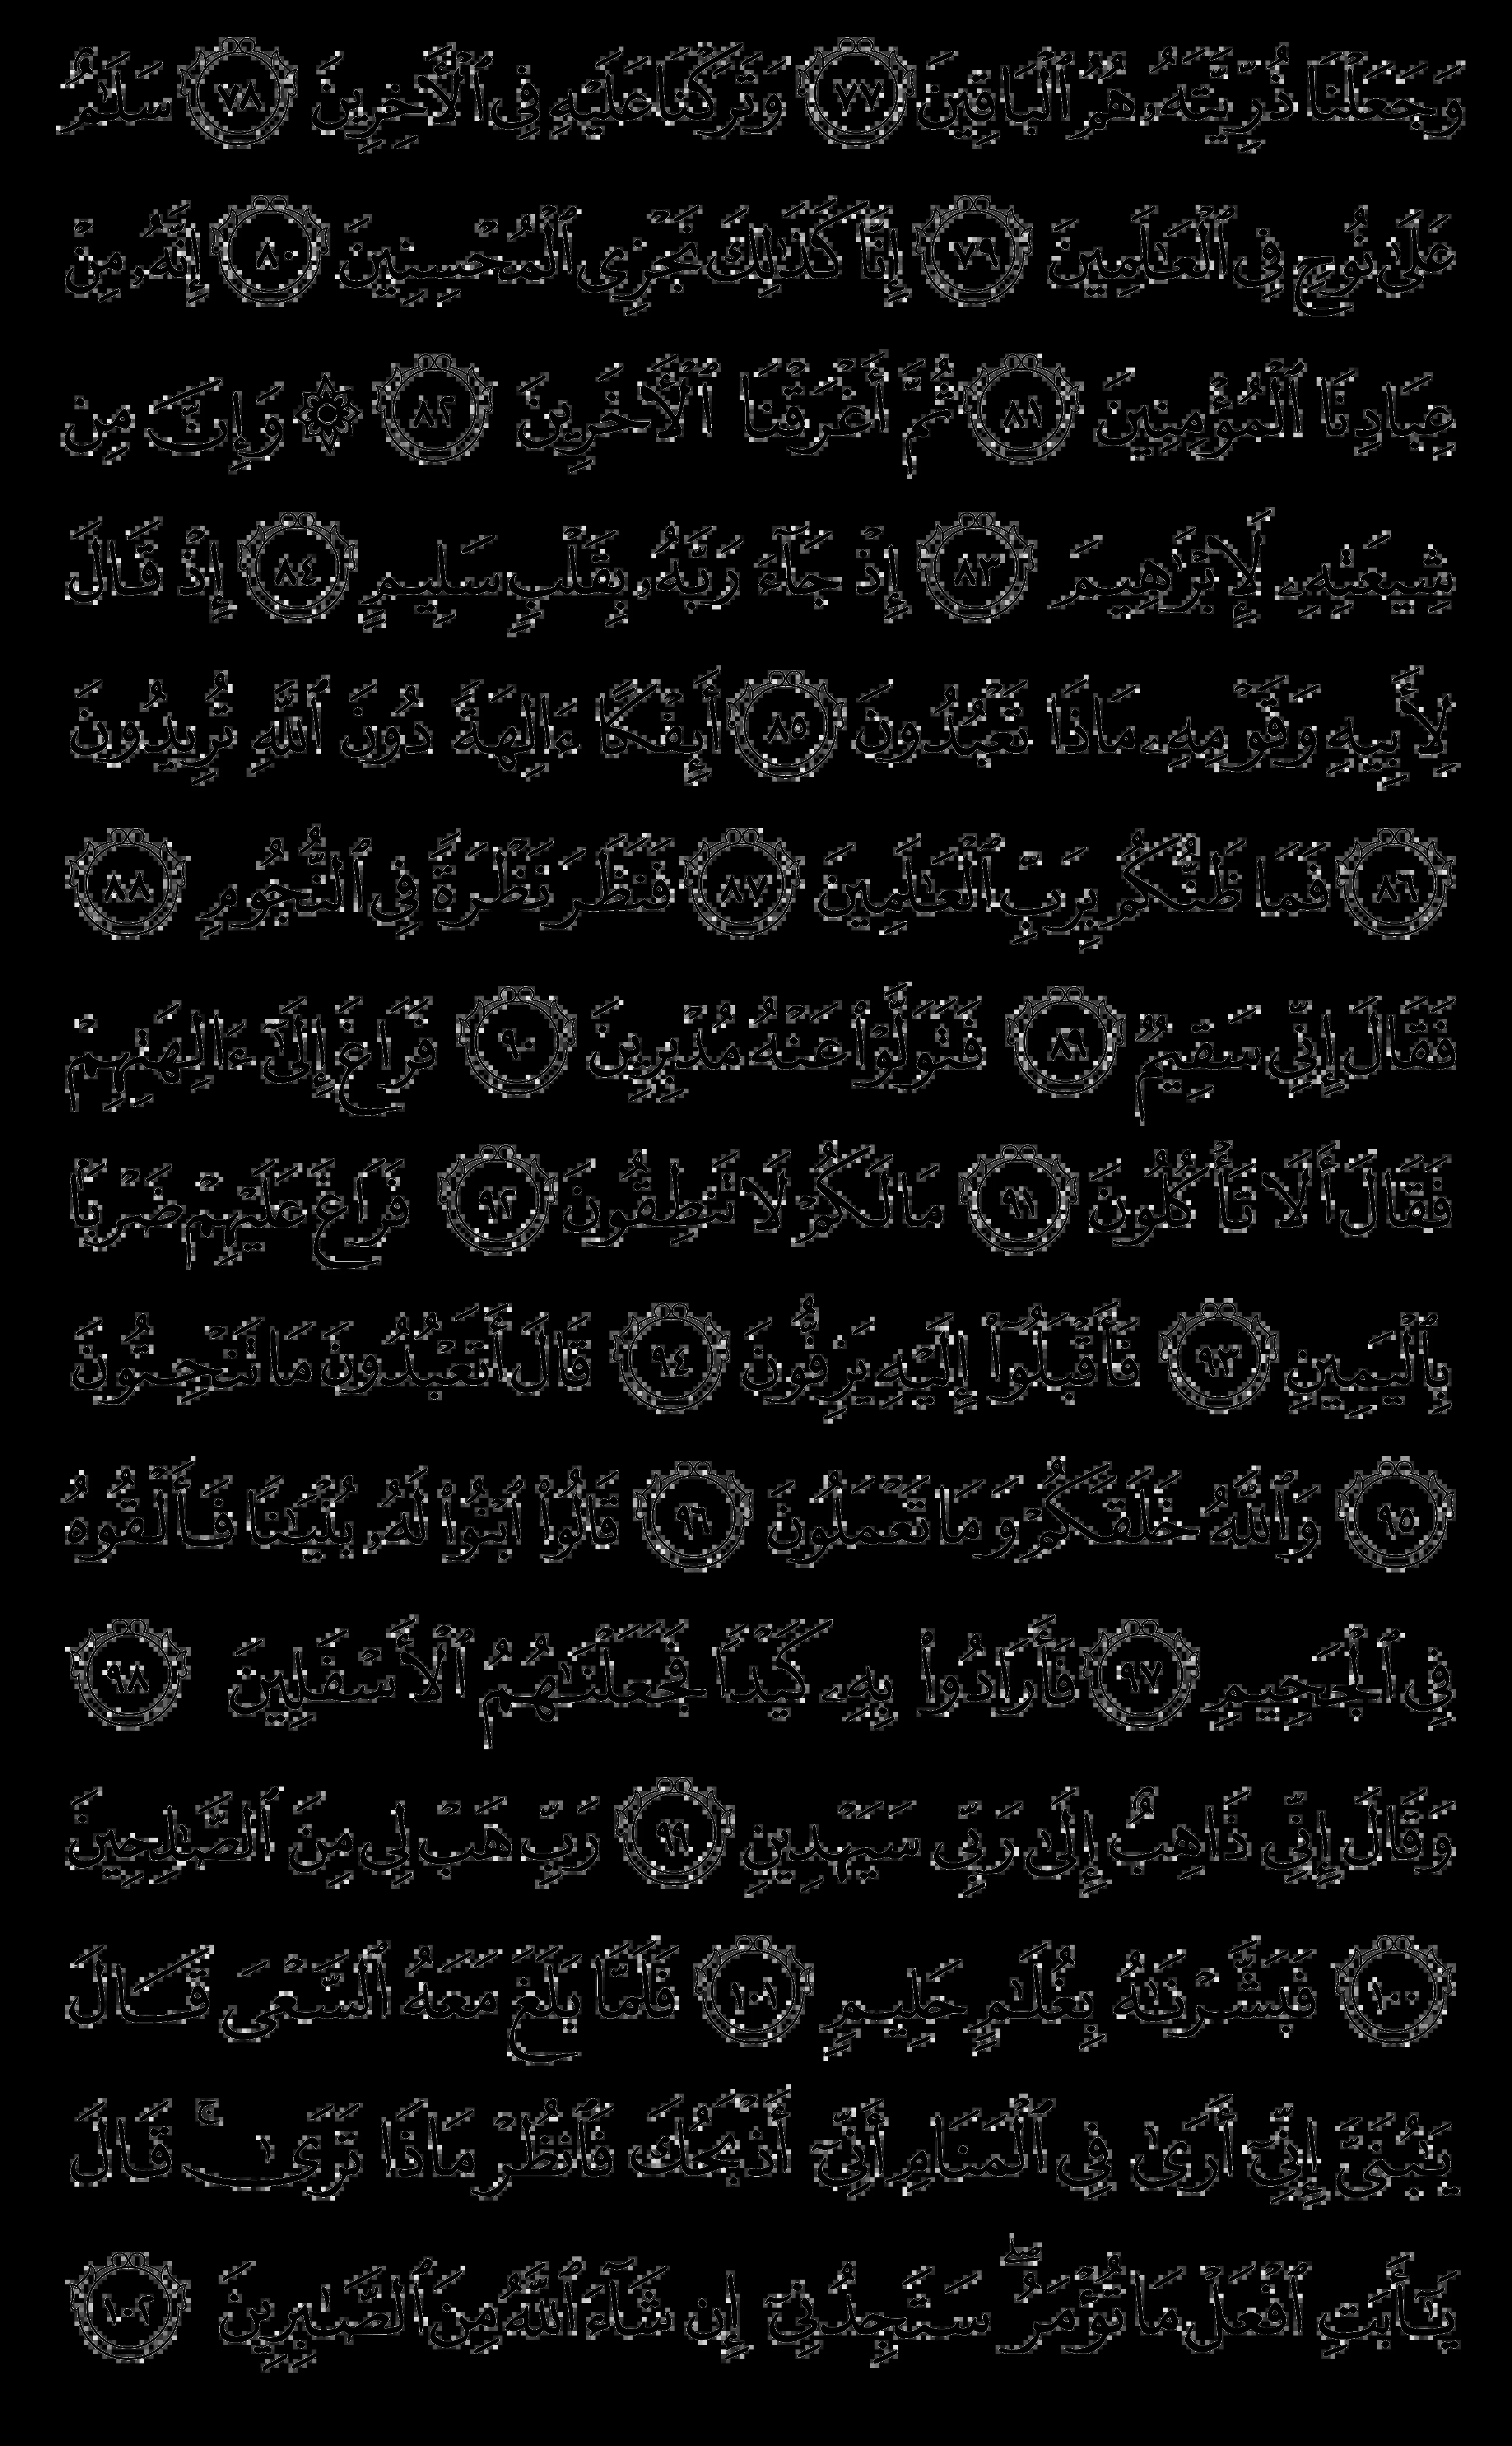 وَجَعَلْنَا ذُرِّيَّتَهُۥ هُمُ ٱلْبَاقِينَ ٧٧ وَتَرَكْنَا عَلَيْهِ فِى ٱلْأَخِرِينَ ٧٨ سَلَٰمٌ
عَلَىٰ نُوحٍ فِى ٱلْعَٰلَمِينَ ٧٩ إِنَّا كَذَٰلِكَ نَجْزِى ٱلْمُحْسِنِينَ ٨٠ إِنَّهُۥ مِنْ
عِبَادِنَا ٱلْمُؤْمِنِينَ ٨١ ثُمَّ أَغْرَقْنَا ٱلْأَخَرِينَ ٨٢ ۞ وَإِنَّ مِن
شِيعَتِهِۦ لَإِبْرَٰهِيمَ ٨٣ إِذْ جَآءَ رَبَّهُۥ بِقَلْبٍ سَلِيمٍ ٨٤ إِذْ قَالَ
لِأَبِيهِ وَقَوْمِهِۦ مَاذَا تَعْبُدُونَ ٨٥ أَئِفْكًا ءَالِهَةً دُونَ ٱللَّهِ تُرِيدُونَ
٨٦ فَمَا ظَنُّكُم بِرَبِّ ٱلْعَٰلَمِينَ ٨٧ فَنَظَرَ نَظْرَةً فِى ٱلنُّجُومِ ٨٨
فَقَالَ إِنِّى سَقِيمٌ ٨٩ فَتَوَلَّوْا۟ عَنْهُ مُدْبِرِينَ ٩٠ فَرَاغَ إِلَىٰٓ ءَالِهَتِهِمْ
فَقَالَ أَلَا تَأْكُلُونَ ٩١ مَا لَكُمْ لَا تَنطِقُونَ ٩٢ فَرَاغَ عَلَيْهِمْ ضَرْبًۢا
بِٱلْيَمِينِ ٩٣ فَأَقْبَلُوٓا۟ إِلَيْهِ يَزِفُّونَ ٩٤ قَالَ أَتَعْبُدُونَ مَا تَنْحِتُونَ
٩٥ وَٱللَّهُ خَلَقَكُمْ وَمَا تَعْمَلُونَ ٩٦ قَالُوا۟ ٱبْنُوا۟ لَهُۥ بُنْيَٰنًا فَأَلْقُوهُ
فِى ٱلْجَحِيمِ ٩٧ فَأَرَادُوا۟ بِهِۦ كَيْدًا فَجَعَلْنَٰهُمُ ٱلْأَسْفَلِينَ ٩٨
وَقَالَ إِنِّى ذَاهِبٌ إِلَىٰ رَبِّى سَيَهْدِينِ ٩٩ رَبِّ هَبْ لِى مِنَ ٱلصَّٰلِحِينَ
١٠٠ فَبَشَّرْنَٰهُ بِغُلَٰمٍ حَلِيمٍ ١٠١ فَلَمَّا بَلَغَ مَعَهُ ٱلسَّعْىَ قَالَ
يَٰبُنَىَّ إِنِّىٓ أَرَىٰ فِى ٱلْمَنَامِ أَنِّىٓ أَذْبَحُكَ فَٱنظُرْ مَاذَا تَرَىٰ ۚ قَالَ
يَٰٓأَبَتِ ٱفْعَلْ مَا تُؤْمَرُ ۖ سَتَجِدُنِىٓ إِن شَآءَ ٱللَّهُ مِنَ ٱلصَّٰبِرِينَ ١٠٢